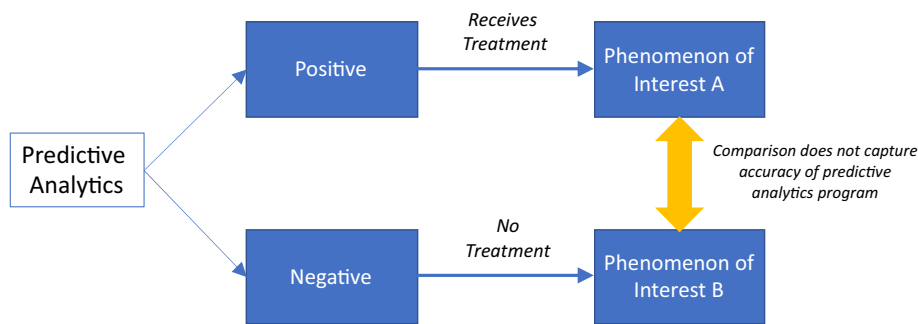 Receives
Treatment
Positive
Phenomenon of
Interest A
Predictive
Analytics
Comparison does not capture
accuracy of predictive
analytics program
No
Treatment
Negative
Phenomenon of
Interest B